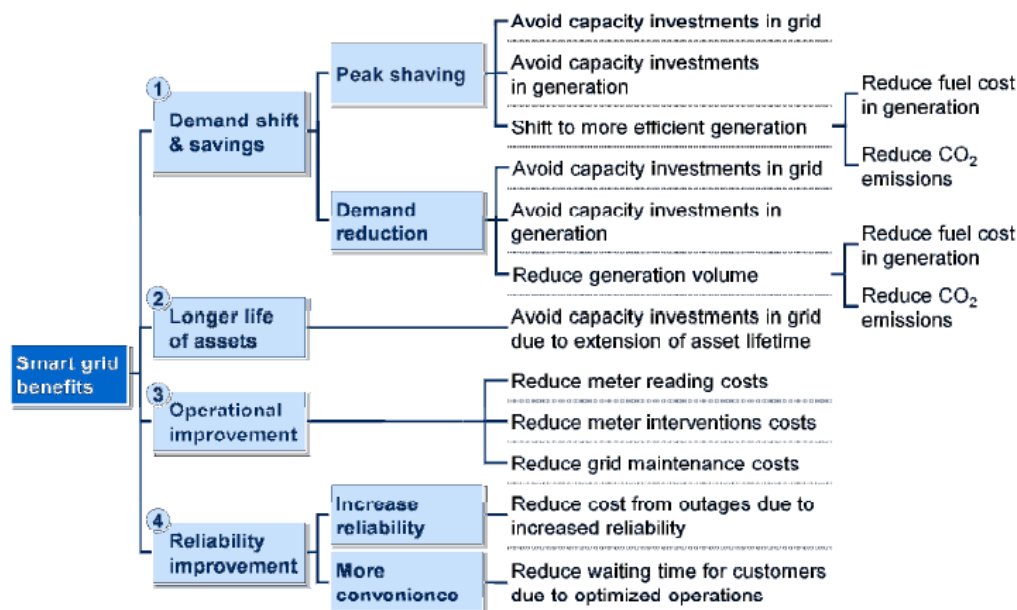 Smart grid
benefits
1
Demand shift
& savings
Peak shaving
Avoid capacity investments in grid
Avoid capacity investments
in generation
Shift to more efficient generation
Reduce fuel cost
in generation
Reduce CO₂
emissions
Demand
reduction
Avoid capacity investments in grid
Avoid capacity investments in
generation
Reduce generation volume
Reduce fuel cost
in generation
Reduce CO₂
emissions
2
Longer life
of assets
Avoid capacity investments in grid
due to extension of asset lifetime
3
Operational
improvement
Reduce meter reading costs
Reduce meter interventions costs
Reduce grid maintenance costs
4
Reliability
improvement
Increase
reliability
Reduce cost from outages due to
increased reliability
More
convenionco
Reduce waiting time for customers
due to optimized operations